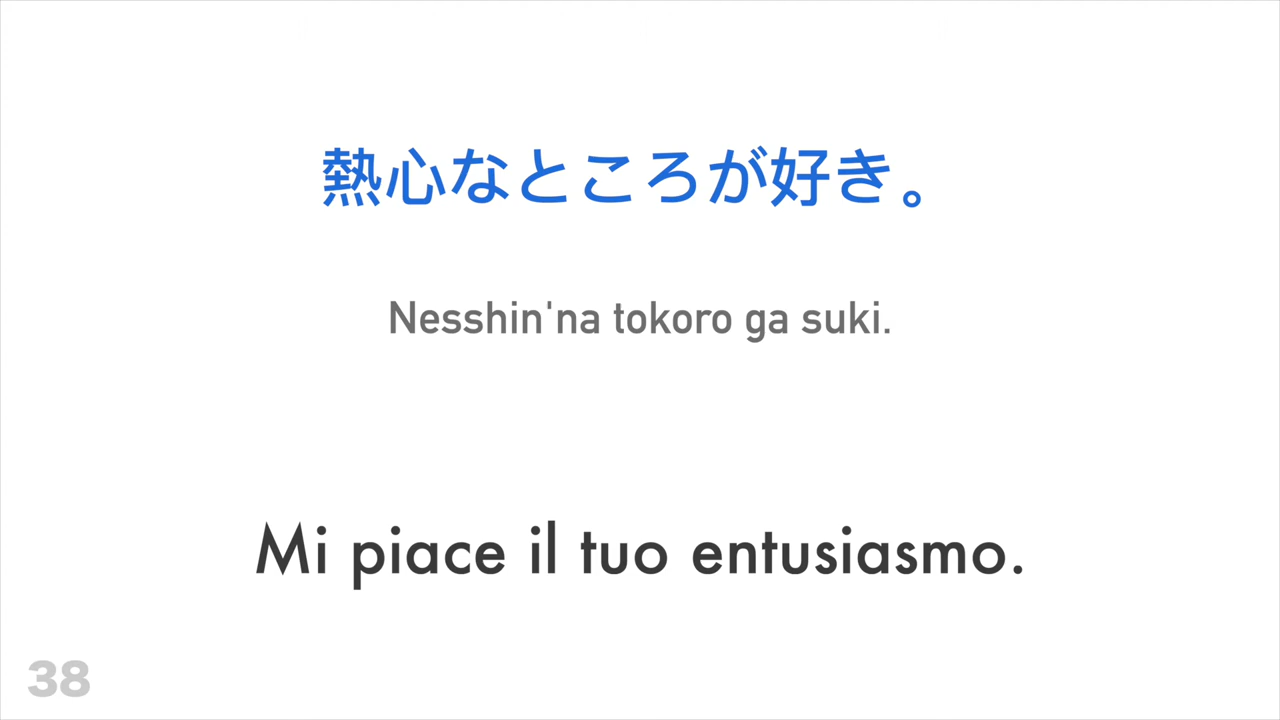 熱心なところが好き。
Nesshin'na tokoro ga suki.
Mi piace il tuo entusiasmo.
38